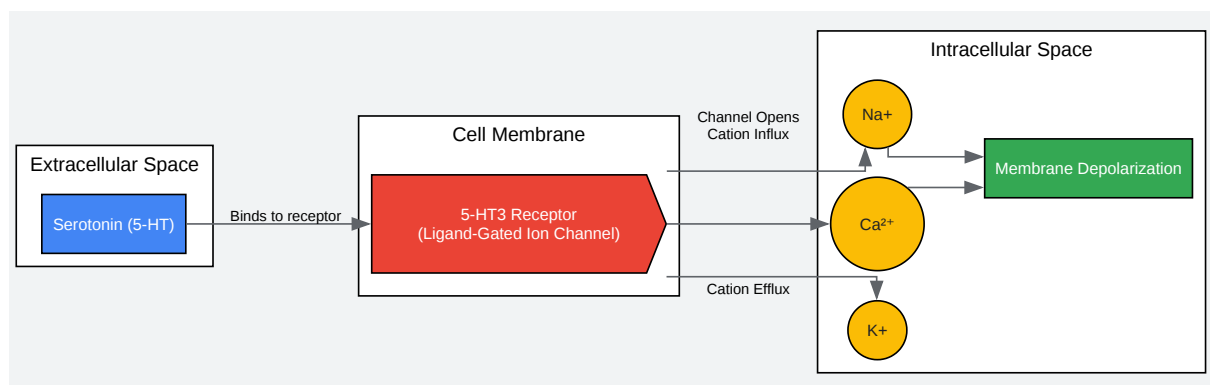 Extracellular Space
Serotonin (5-HT)
Binds to receptor
Cell Membrane
5-HT3 Receptor
(Ligand-Gated Ion Channel)
Channel Opens
Cation Influx
Cation Efflux
Intracellular Space
Na+
Ca²⁺
K+
Membrane Depolarization